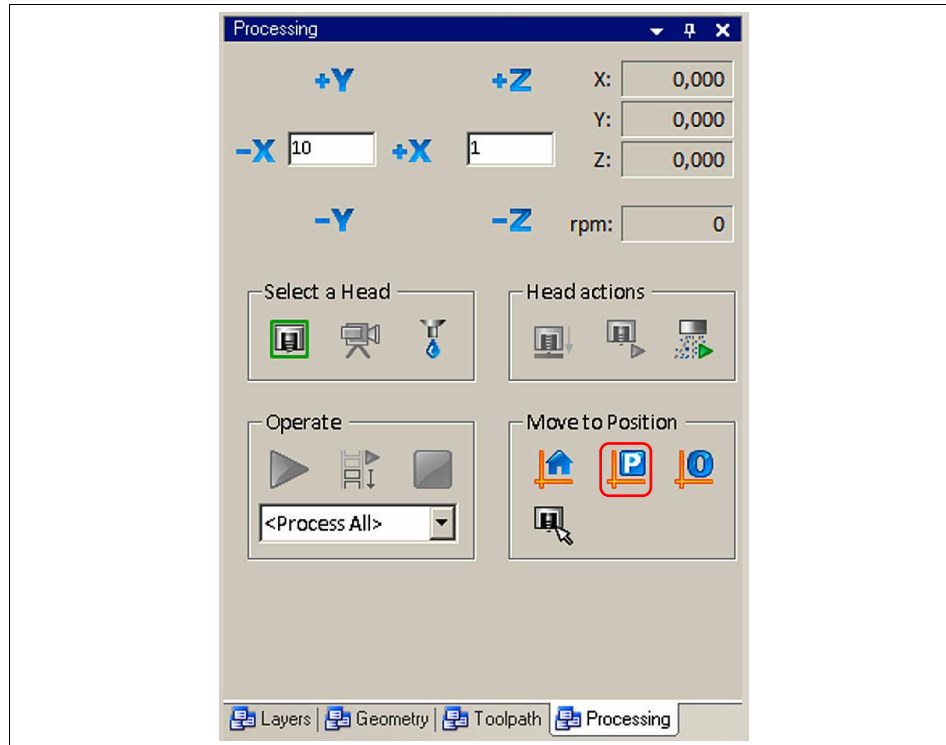 Processing
+Y +Z X: 0,000
Y: 0,000
-X 10 +X 1
Z: 0,000
-Y -Z rpm: 0
Select a Head Head actions
Operate Move to Position
P 0
<Process All>
Layers Geometry Toolpath Processing